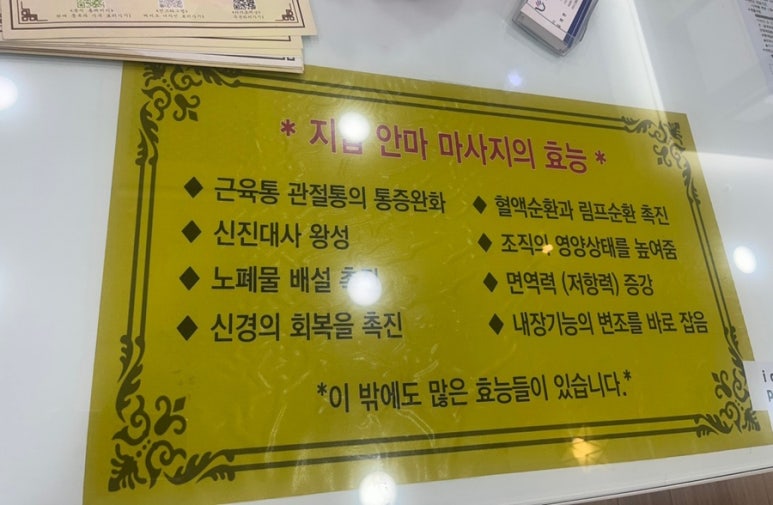 * 지압 안마 마사지의 효능 *
◆ 근육통 관절통의 통증완화
◆ 신진대사 왕성
◆ 노폐물 배설
◆ 신경의 회복을 촉진
◆ 혈액순환과 림프순환 촉진
◆ 조직의 영양상태를 높여줌
◆ 면역력 (저항력) 증강
◆ 내장기능의 변조를 바로 잡음
*이 밖에도 많은 효능들이 있습니다.*